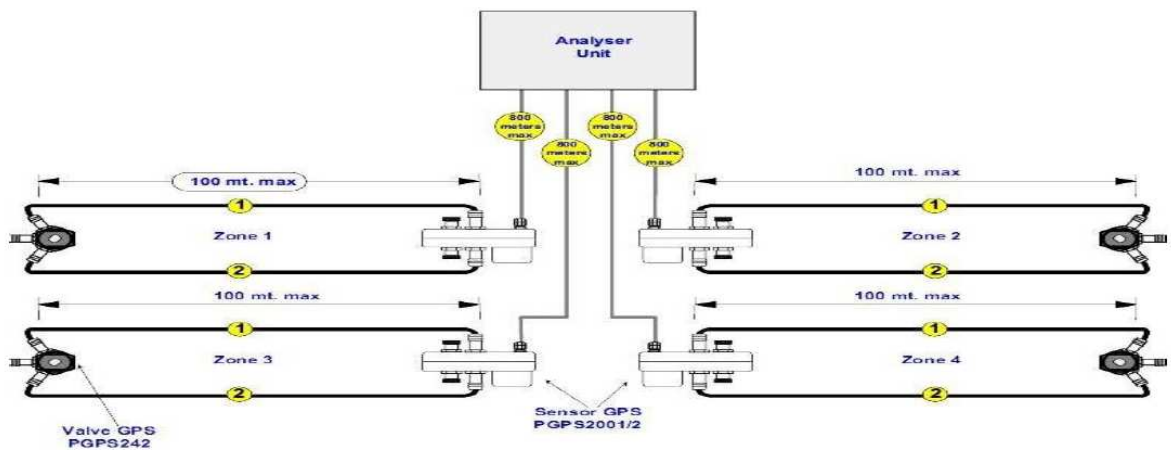 Analyser
Unit
800
meters
max
800
meters
max
800
meters
max
800
meters
max
100 mt. max
100 mt. max
1
Zone 1
2
1
Zone 2
2
100 mt. max
100 mt. max
1
Zone 3
2
1
Zone 4
2
Valve GPS
PGPS242
Sensor GPS
PGPS2001/2